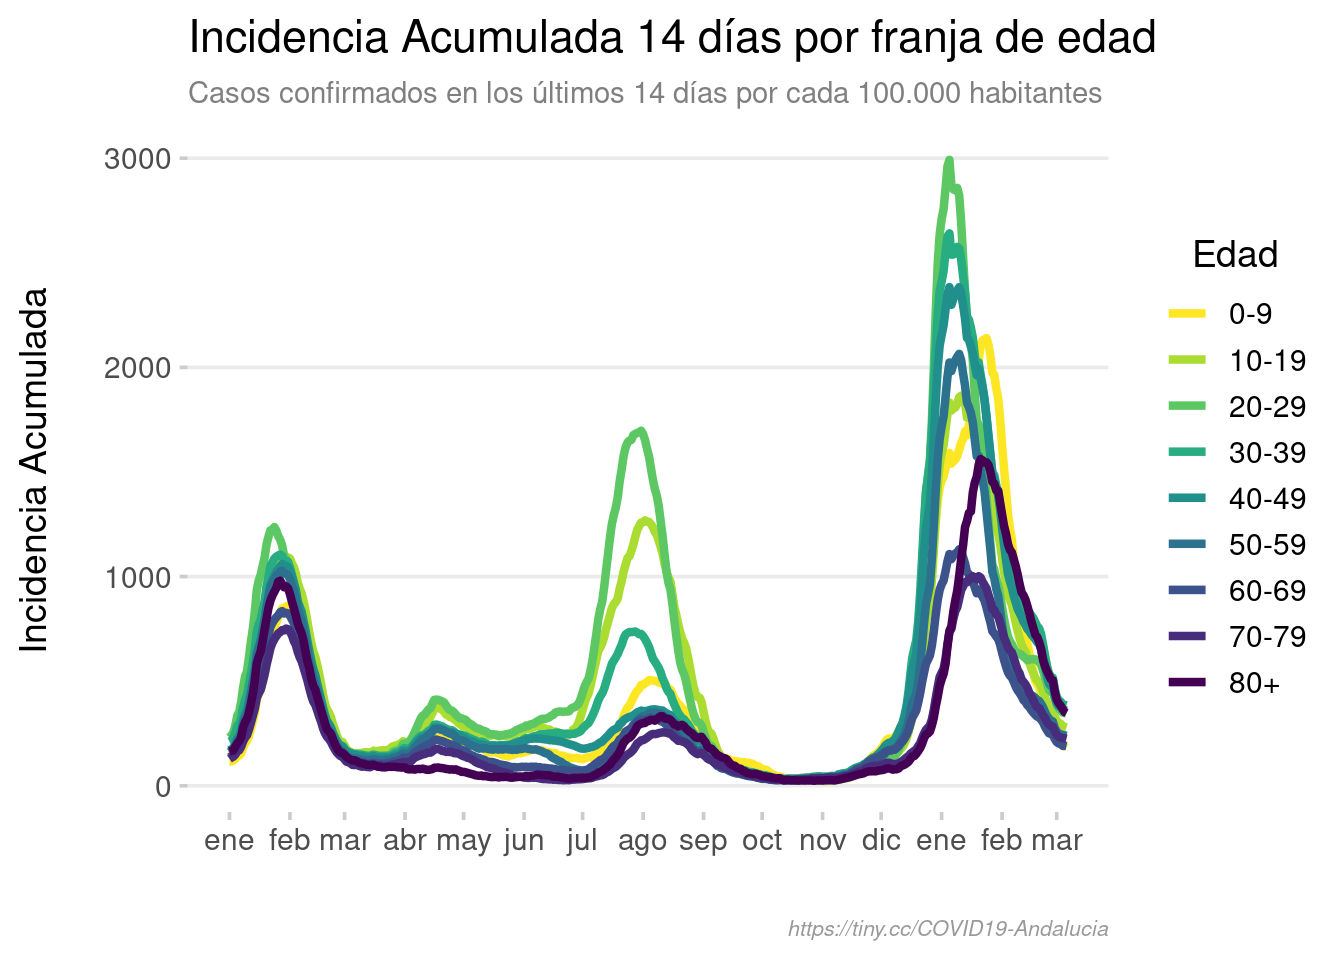 Incidencia Acumulada 14 días por franja de edad
Casos confirmados en los últimos 14 días por cada 100.000 habitantes
Incidencia Acumulada
3000
2000
1000
0
ene feb mar abr may jun jul ago sep oct nov dic ene feb mar
Edad
0-9
10-19
20-29
30-39
40-49
50-59
60-69
70-79
80+
https://tiny.cc/COVID19-Andalucia